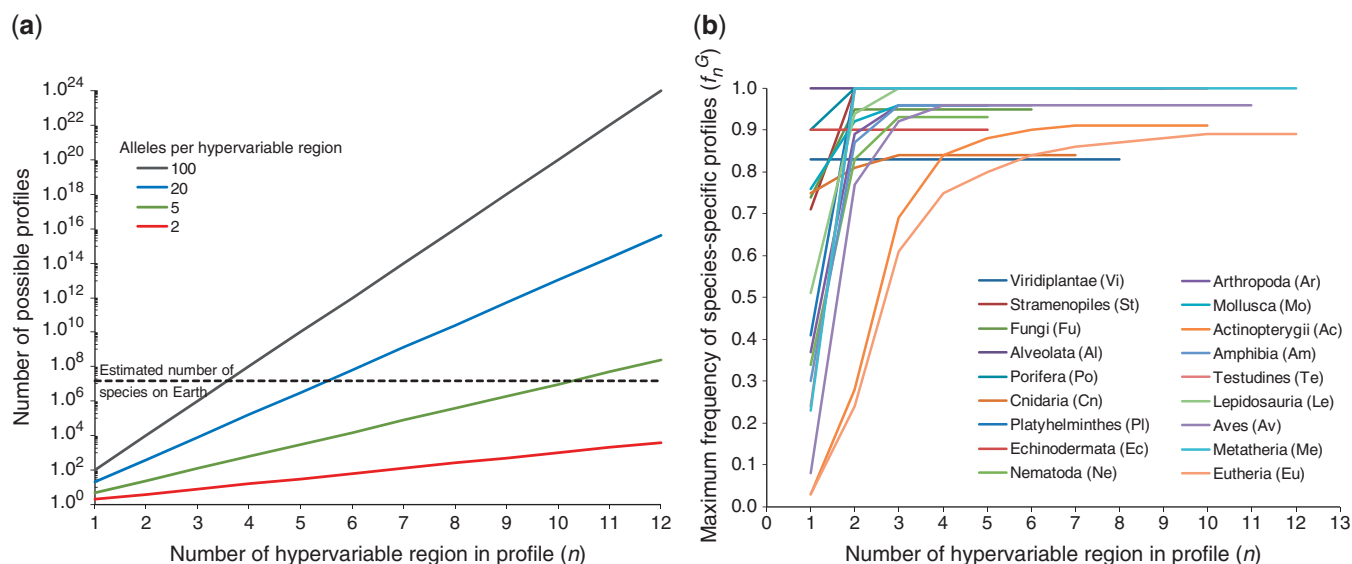 (a)
Number of possible profiles
1.0^24
1.0^22
1.0^20
1.0^18
1.0^16
1.0^14
1.0^12
1.0^10
1.0^8
1.0^6
1.0^4
1.0^2
1.0^0
Alleles per hypervariable region
100
20
5
2
Estimated number of
species on Earth
1 2 3 4 5 6 7 8 9 10 11 12
Number of hypervariable region in profile (n)
(b)
Maximum frequency of species-specific profiles (f_n^G)
1.0
0.9
0.8
0.7
0.6
0.5
0.4
0.3
0.2
0.1
0.0
Viridiplantae (Vi)
Stramenopiles (St)
Fungi (Fu)
Alveolata (Al)
Porifera (Po)
Cnidaria (Cn)
Platyhelminthes (Pl)
Echinodermata (Ec)
Nematoda (Ne)
Arthropoda (Ar)
Mollusca (Mo)
Actinopterygii (Ac)
Amphibia (Am)
Testudines (Te)
Lepidosauria (Le)
Aves (Av)
Metatheria (Me)
Eutheria (Eu)
0 1 2 3 4 5 6 7 8 9 10 11 12 13
Number of hypervariable region in profile (n)